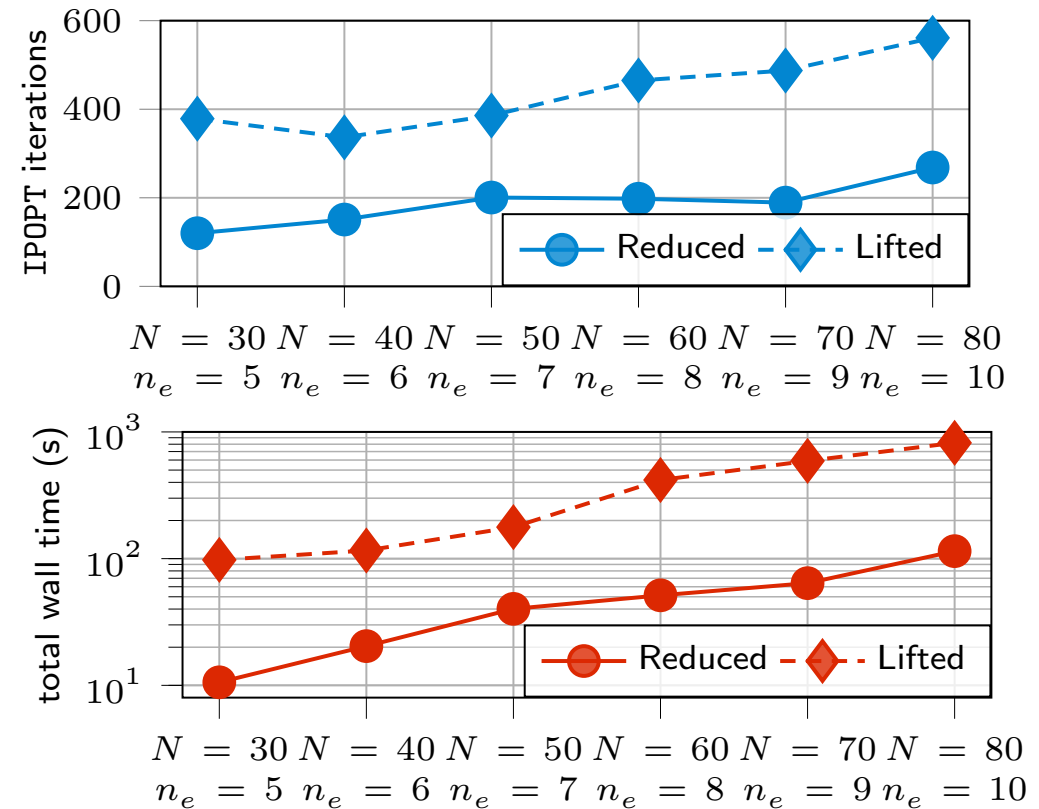 IPOPT iterations
600
400
200
0
Reduced Lifted
N = 30 N = 40 N = 50 N = 60 N = 70 N = 80
n_e = 5 n_e = 6 n_e = 7 n_e = 8 n_e = 9 n_e = 10
total wall time (s)
10^3
10^2
10^1
Reduced Lifted
N = 30 N = 40 N = 50 N = 60 N = 70 N = 80
n_e = 5 n_e = 6 n_e = 7 n_e = 8 n_e = 9 n_e = 10